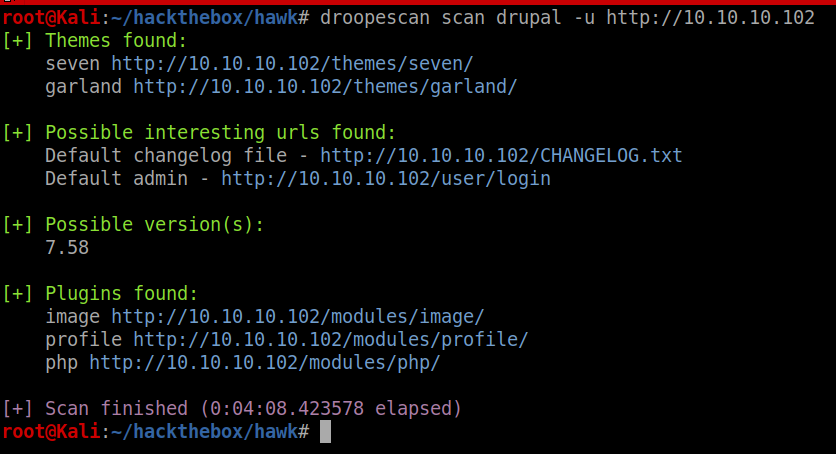 root@Kali:~/hackthebox/hawk# droopescan scan drupal -u http://10.10.10.102
[+] Themes found:
seven http://10.10.10.102/themes/seven/
garland http://10.10.10.102/themes/garland/
[+] Possible interesting urls found:
Default changelog file - http://10.10.10.102/CHANGELOG.txt
Default admin - http://10.10.10.102/user/login
[+] Possible version(s):
7.58
[+] Plugins found:
image http://10.10.10.102/modules/image/
profile http://10.10.10.102/modules/profile/
php http://10.10.10.102/modules/php/
[+] Scan finished (0:04:08.423578 elapsed)
root@Kali:~/hackthebox/hawk#